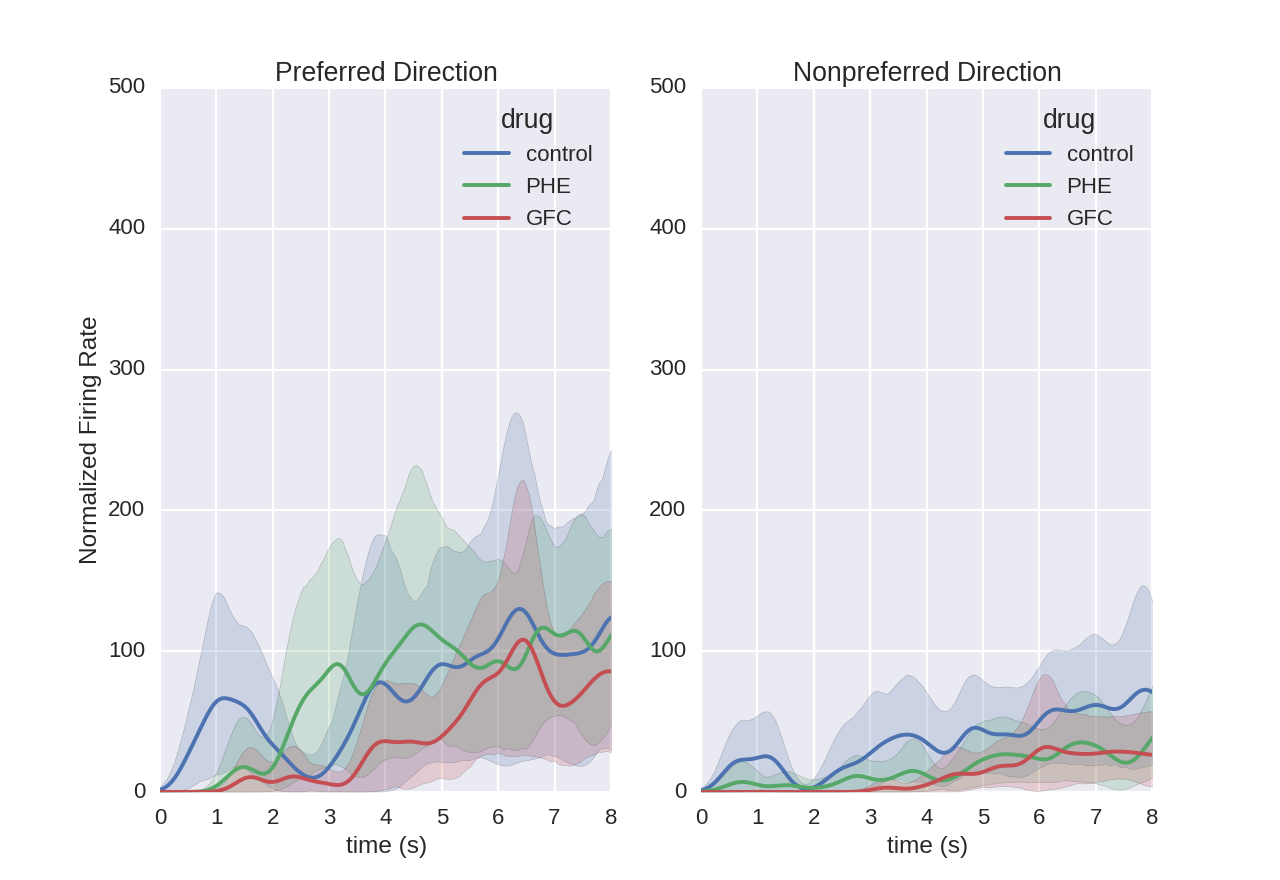 Preferred Direction
500
400
300
200
100
0
Normalized Firing Rate
drug
control
PHE
GFC
0 1 2 3 4 5 6 7 8
time (s)
Nonpreferred Direction
500
400
300
200
100
0
drug
control
PHE
GFC
0 1 2 3 4 5 6 7 8
time (s)